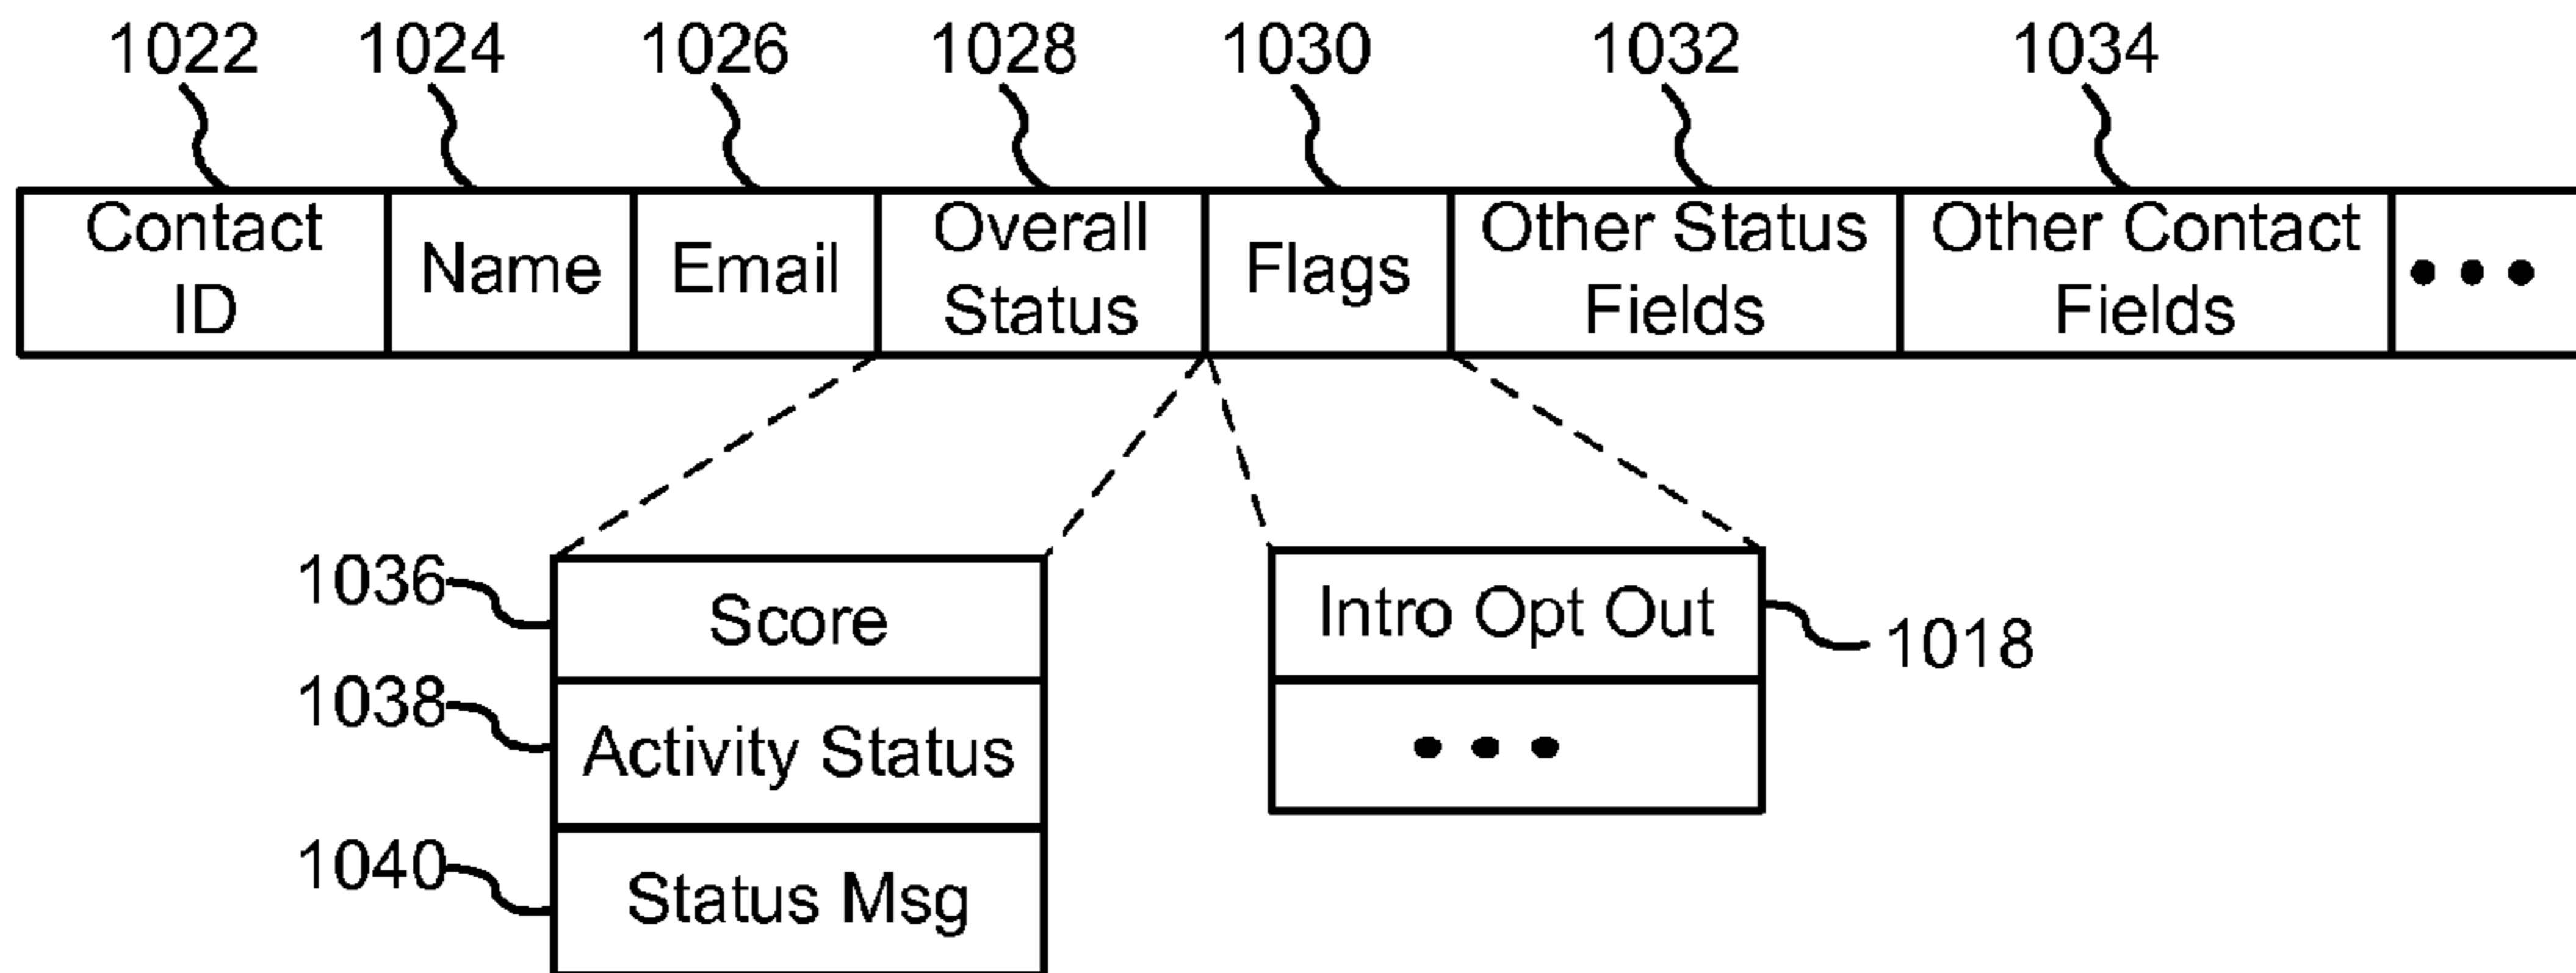 1022 1024 1026 1028 1030 1032 1034
Contact ID
Name
Email
Overall Status
Flags
Other Status Fields
Other Contact Fields
• • •
1036
Score
1038
Activity Status
1040
Status Msg
Intro Opt Out
1018
• • •